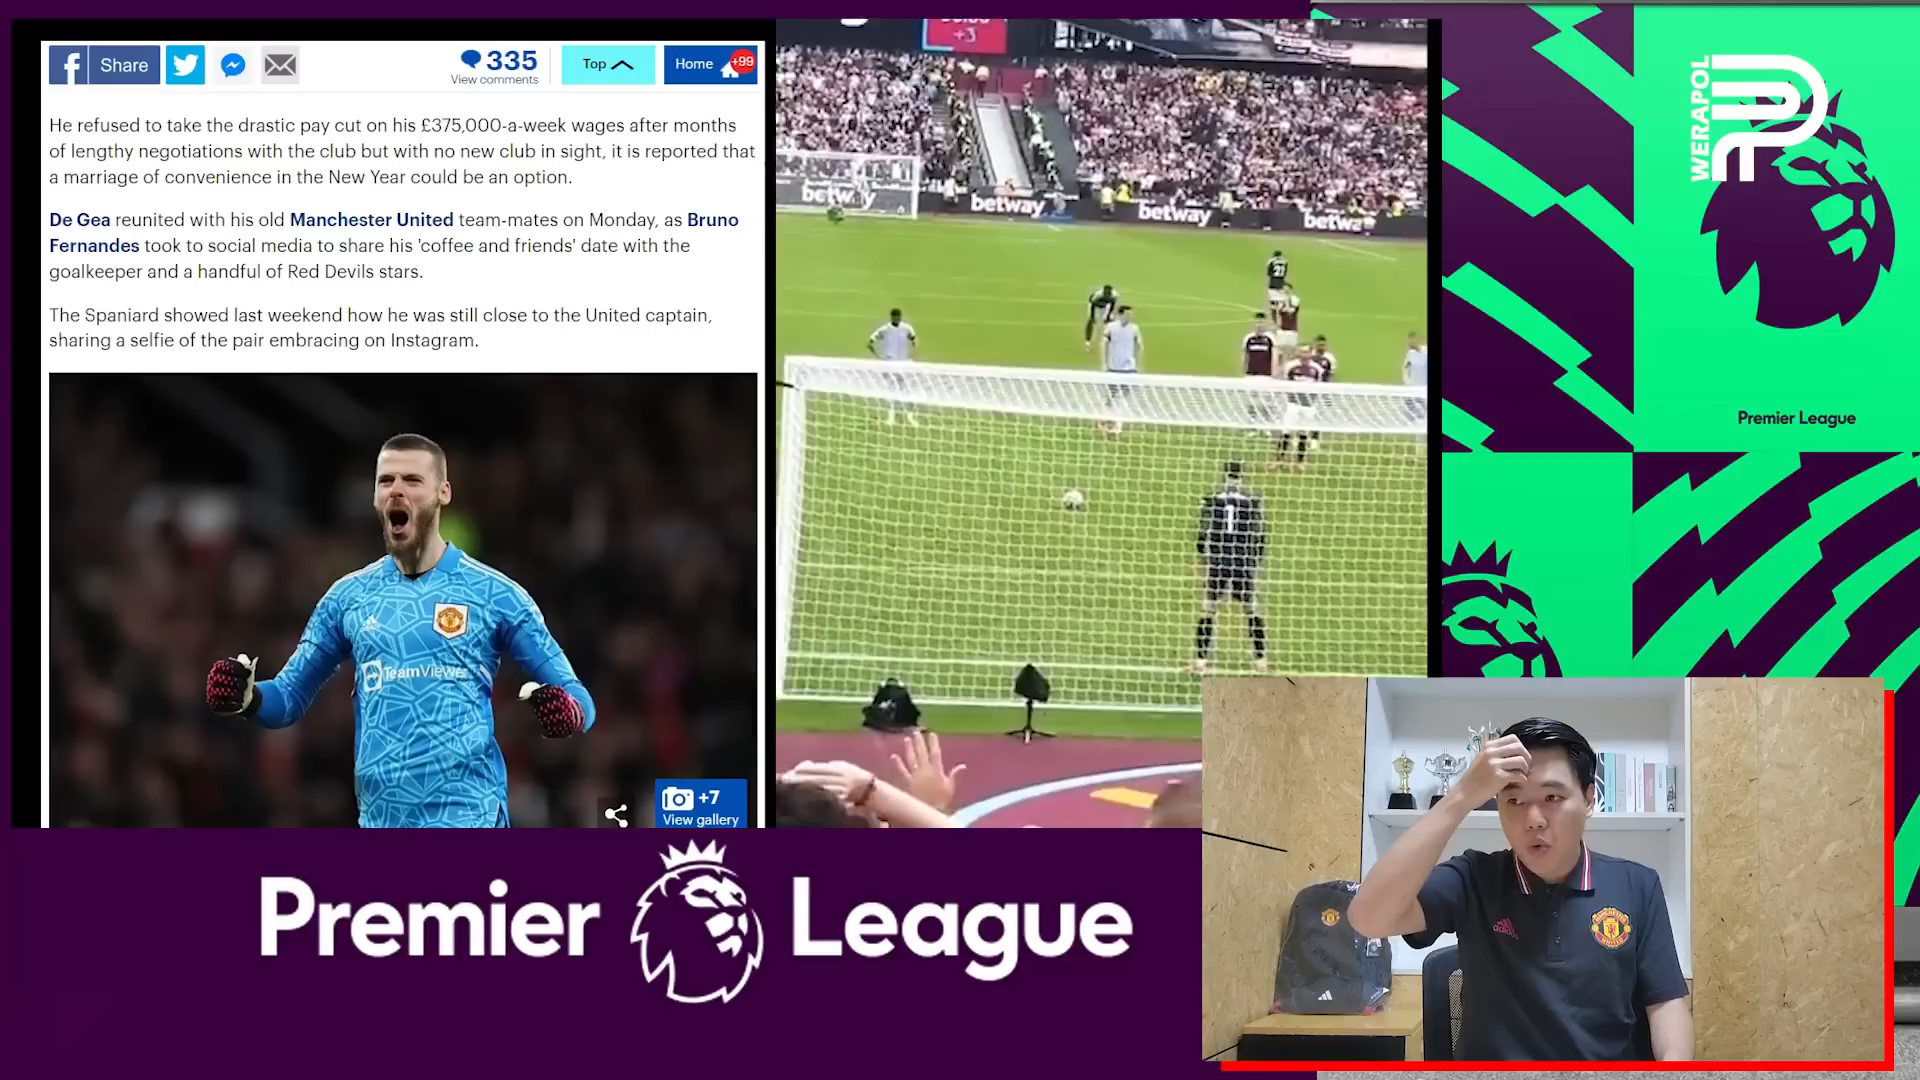 Share
335
View comments
Top
Home
+99
He refused to take the drastic pay cut on his £375,000-a-week wages after months
of lengthy negotiations with the club but with no new club in sight, it is reported that
a marriage of convenience in the New Year could be an option.
De Gea reunited with his old Manchester United team-mates on Monday, as Bruno
Fernandes took to social media to share his 'coffee and friends' date with the
goalkeeper and a handful of Red Devils stars.
The Spaniard showed last weekend how he was still close to the United captain,
sharing a selfie of the pair embracing on Instagram.
TeamViewer
+7
View gallery
+3
betway
betway
betway
betway
1
WERAPOL
Premier League
Premier League
adidas
MANCHESTER
UNITED